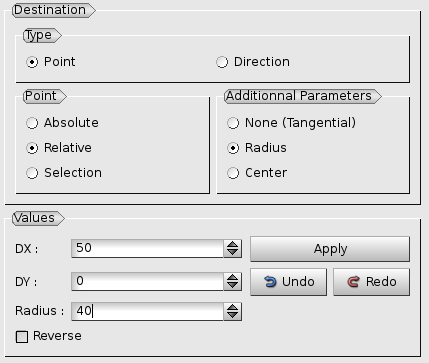 Destination
Type
Point
Direction
Point
Additionnal Parameters
Absolute
None (Tangential)
Relative
Radius
Selection
Center
Values
DX :
50
Apply
DY :
0
Undo
Redo
Radius :
40
Reverse